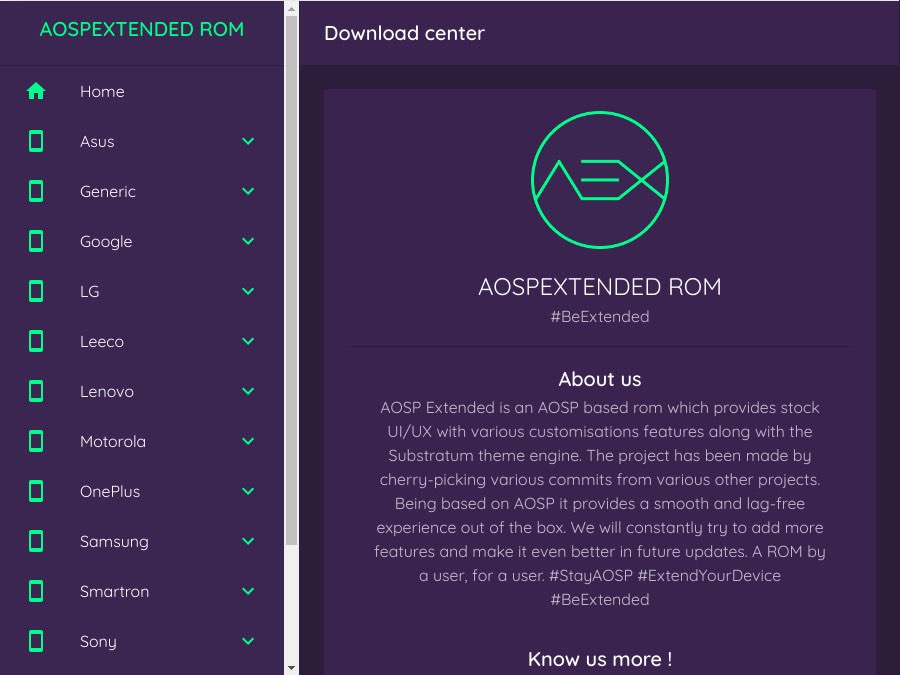 AOSPEXTENDED ROM
Home
Asus
Generic
Google
LG
Leeco
Lenovo
Motorola
OnePlus
Samsung
Smartron
Sony
Download center
AEX
AOSPEXTENDED ROM
#BeExtended
About us
AOSP Extended is an AOSP based rom which provides stock
UI/UX with various customisations features along with the
Substratum theme engine. The project has been made by
cherry-picking various commits from various other projects.
Being based on AOSP it provides a smooth and lag-free
experience out of the box. We will constantly try to add more
features and make it even better in future updates. A ROM by
a user, for a user. #StayAOSP #ExtendYourDevice
#BeExtended
Know us more !